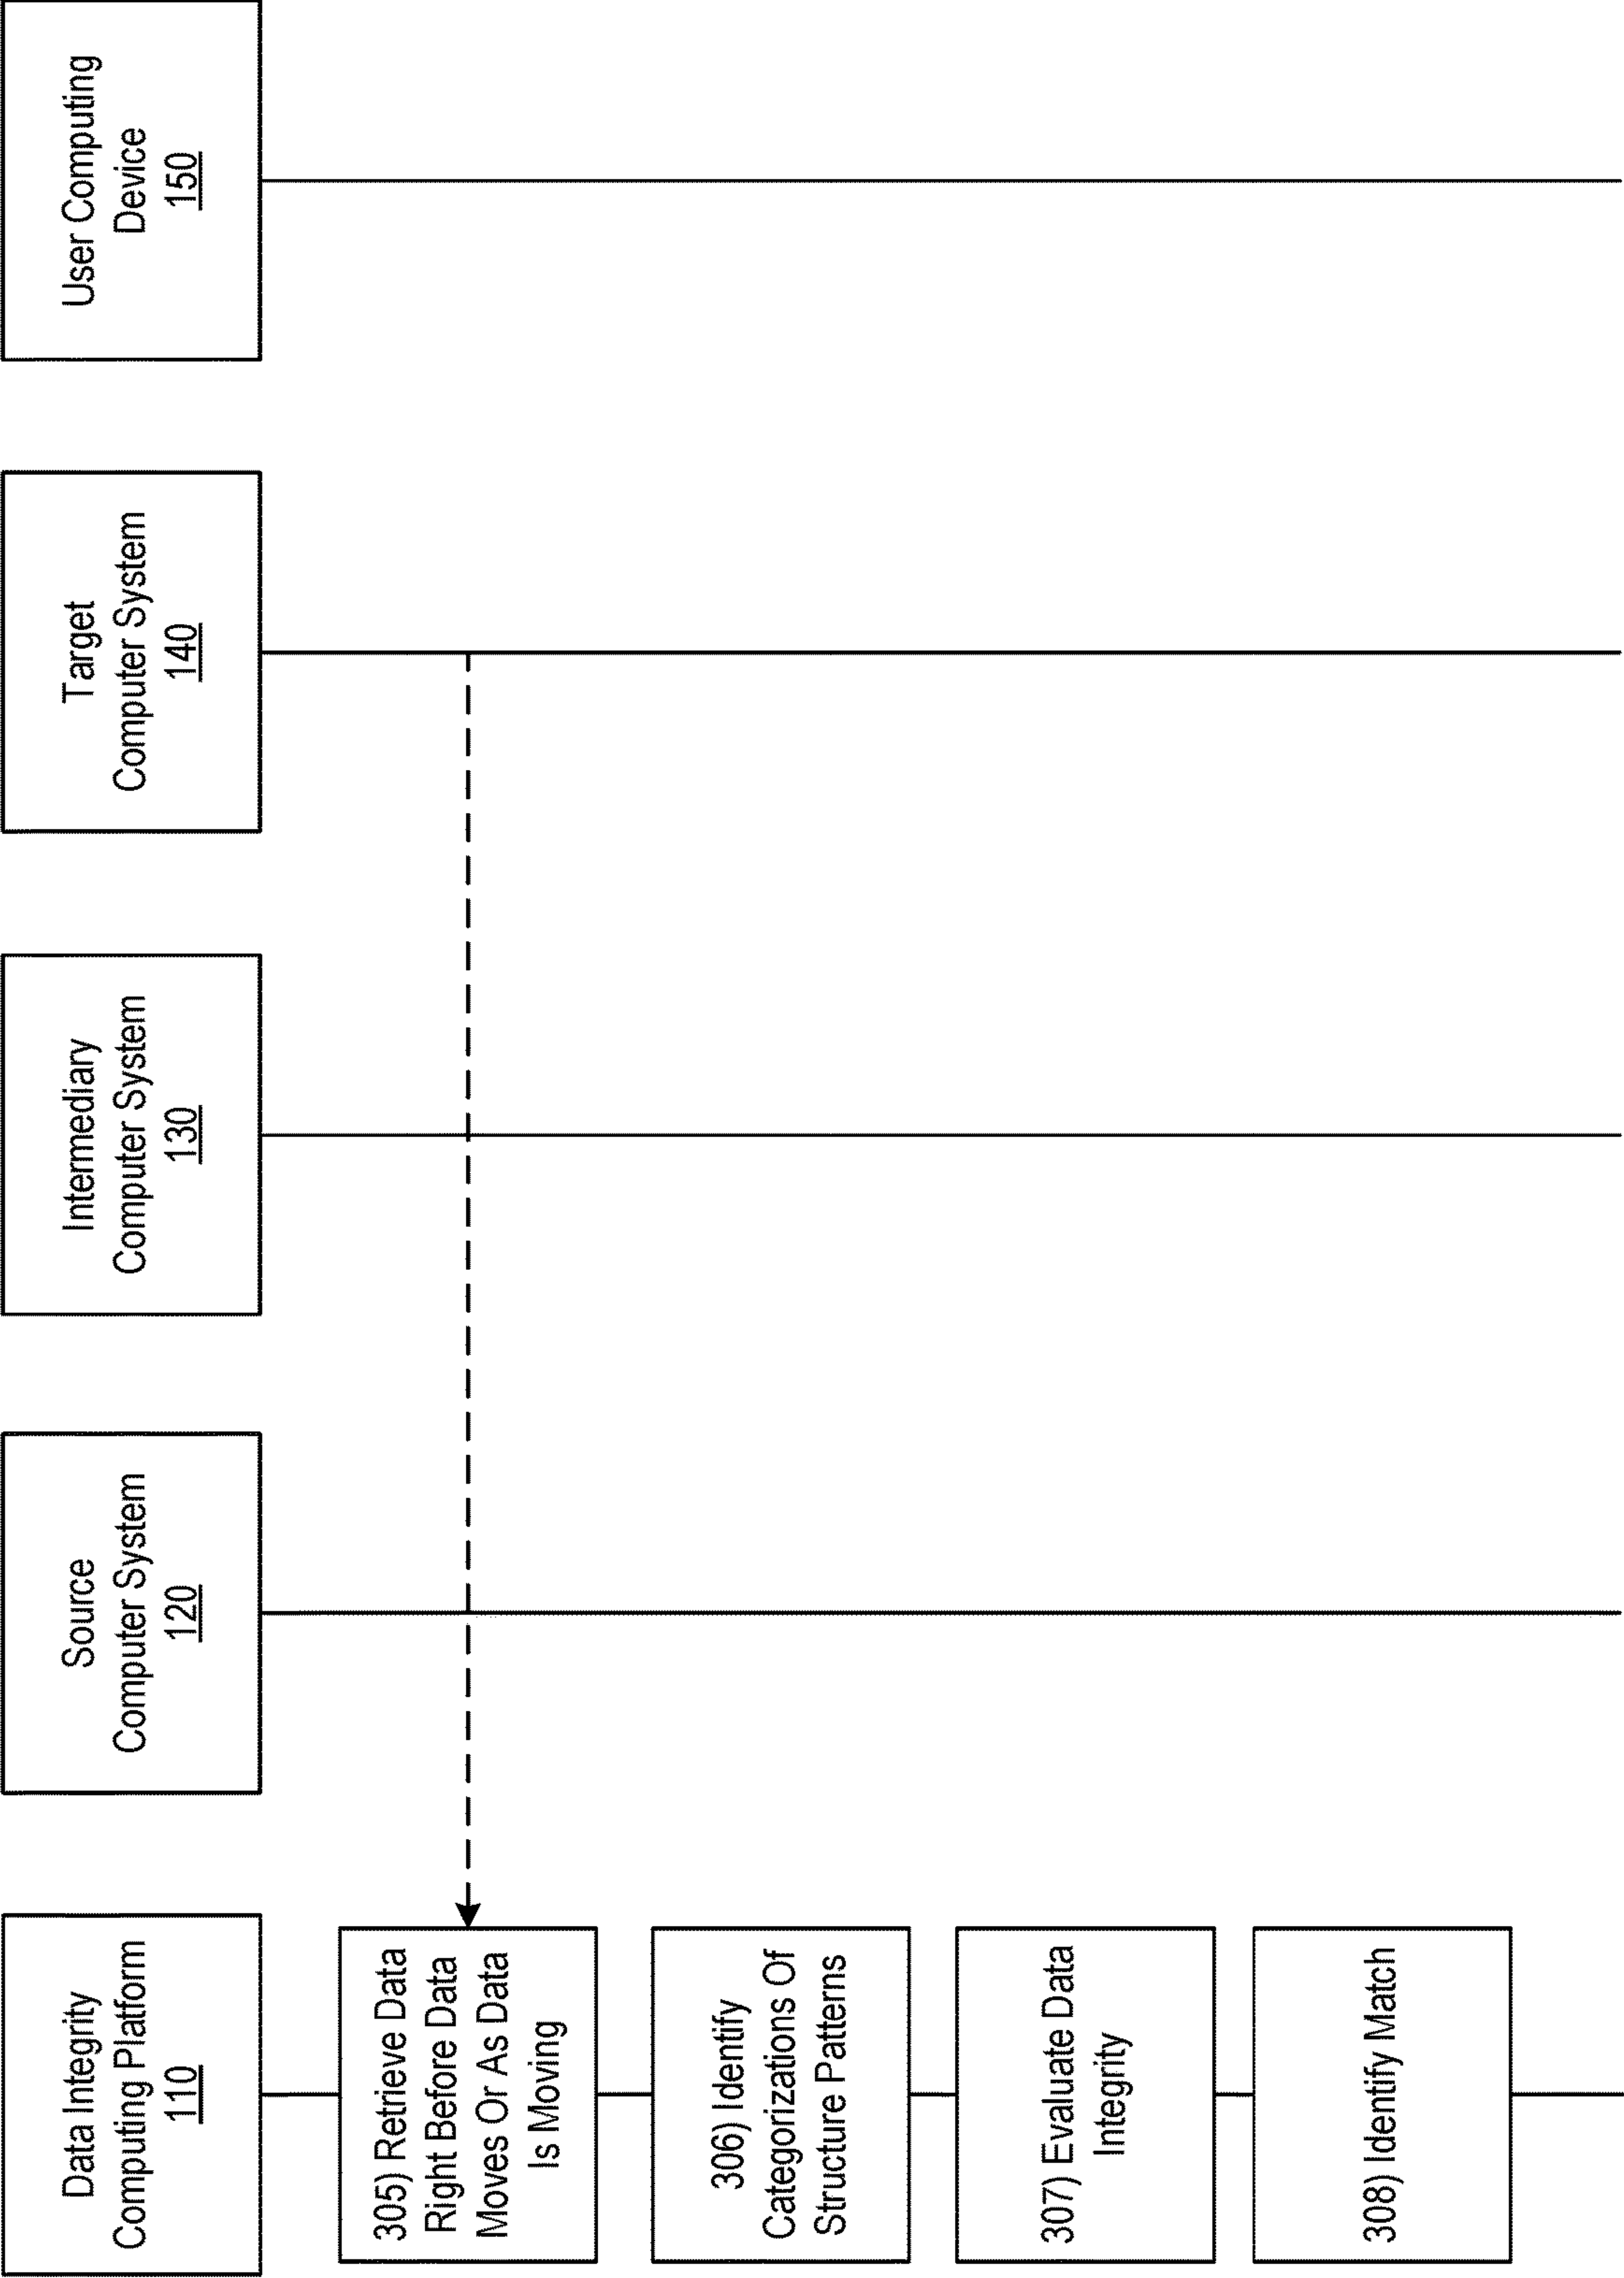 Data Integrity
Computing Platform
110
Source
Computer System
120
Intermediary
Computer System
130
Target
Computer System
140
User Computing
Device
150
305) Retrieve Data
Right Before Data
Moves Or As Data
Is Moving
306) Identify
Categorizations Of
Structure Patterns
307) Evaluate Data
Integrity
308) Identify Match